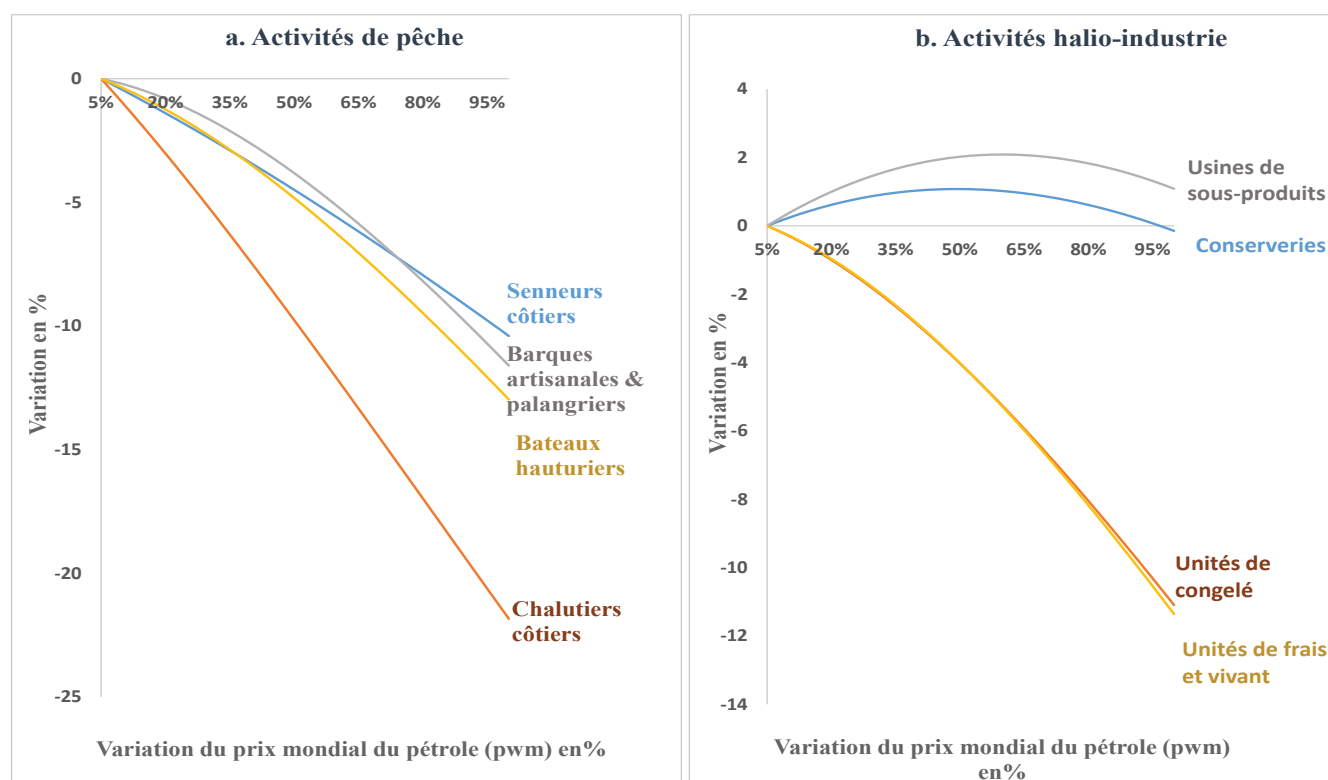 a. Activités de pêche
0
5%
20%
35%
50%
65%
80%
95%
-5
-10
-15
-20
-25
Variation en %
Senneurs
côtiers
Barques
artisanales &
palangriers
Bateaux
hauturiers
Chalutiers
côtiers
Variation du prix mondial du pétrole (pwm) en%
b. Activités halio-industrie
4
2
0
5%
20%
35%
50%
65%
80%
95%
-2
-4
-6
-8
-10
-12
-14
Variation en %
Usines de
sous-produits
Conserveries
Unités de
congelé
Unités de frais
et vivant
Variation du prix mondial du pétrole (pwm)
en%